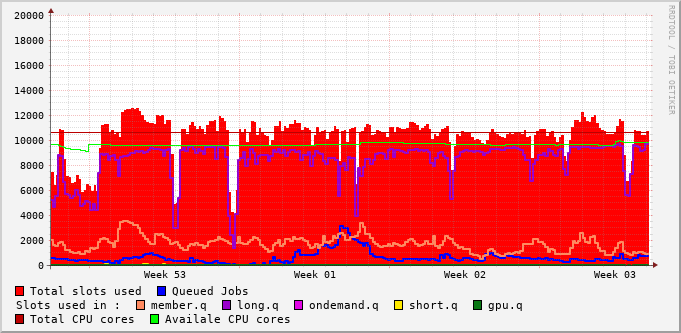 RRDTOOL / TOBI OETIKER
20000
18000
16000
14000
12000
10000
8000
6000
4000
2000
0
Week 53 Week 01 Week 02 Week 03
Total slots used Queued Jobs
Slots used in : member.q long.q ondemand.q short.q gpu.q
Total CPU cores Availale CPU cores